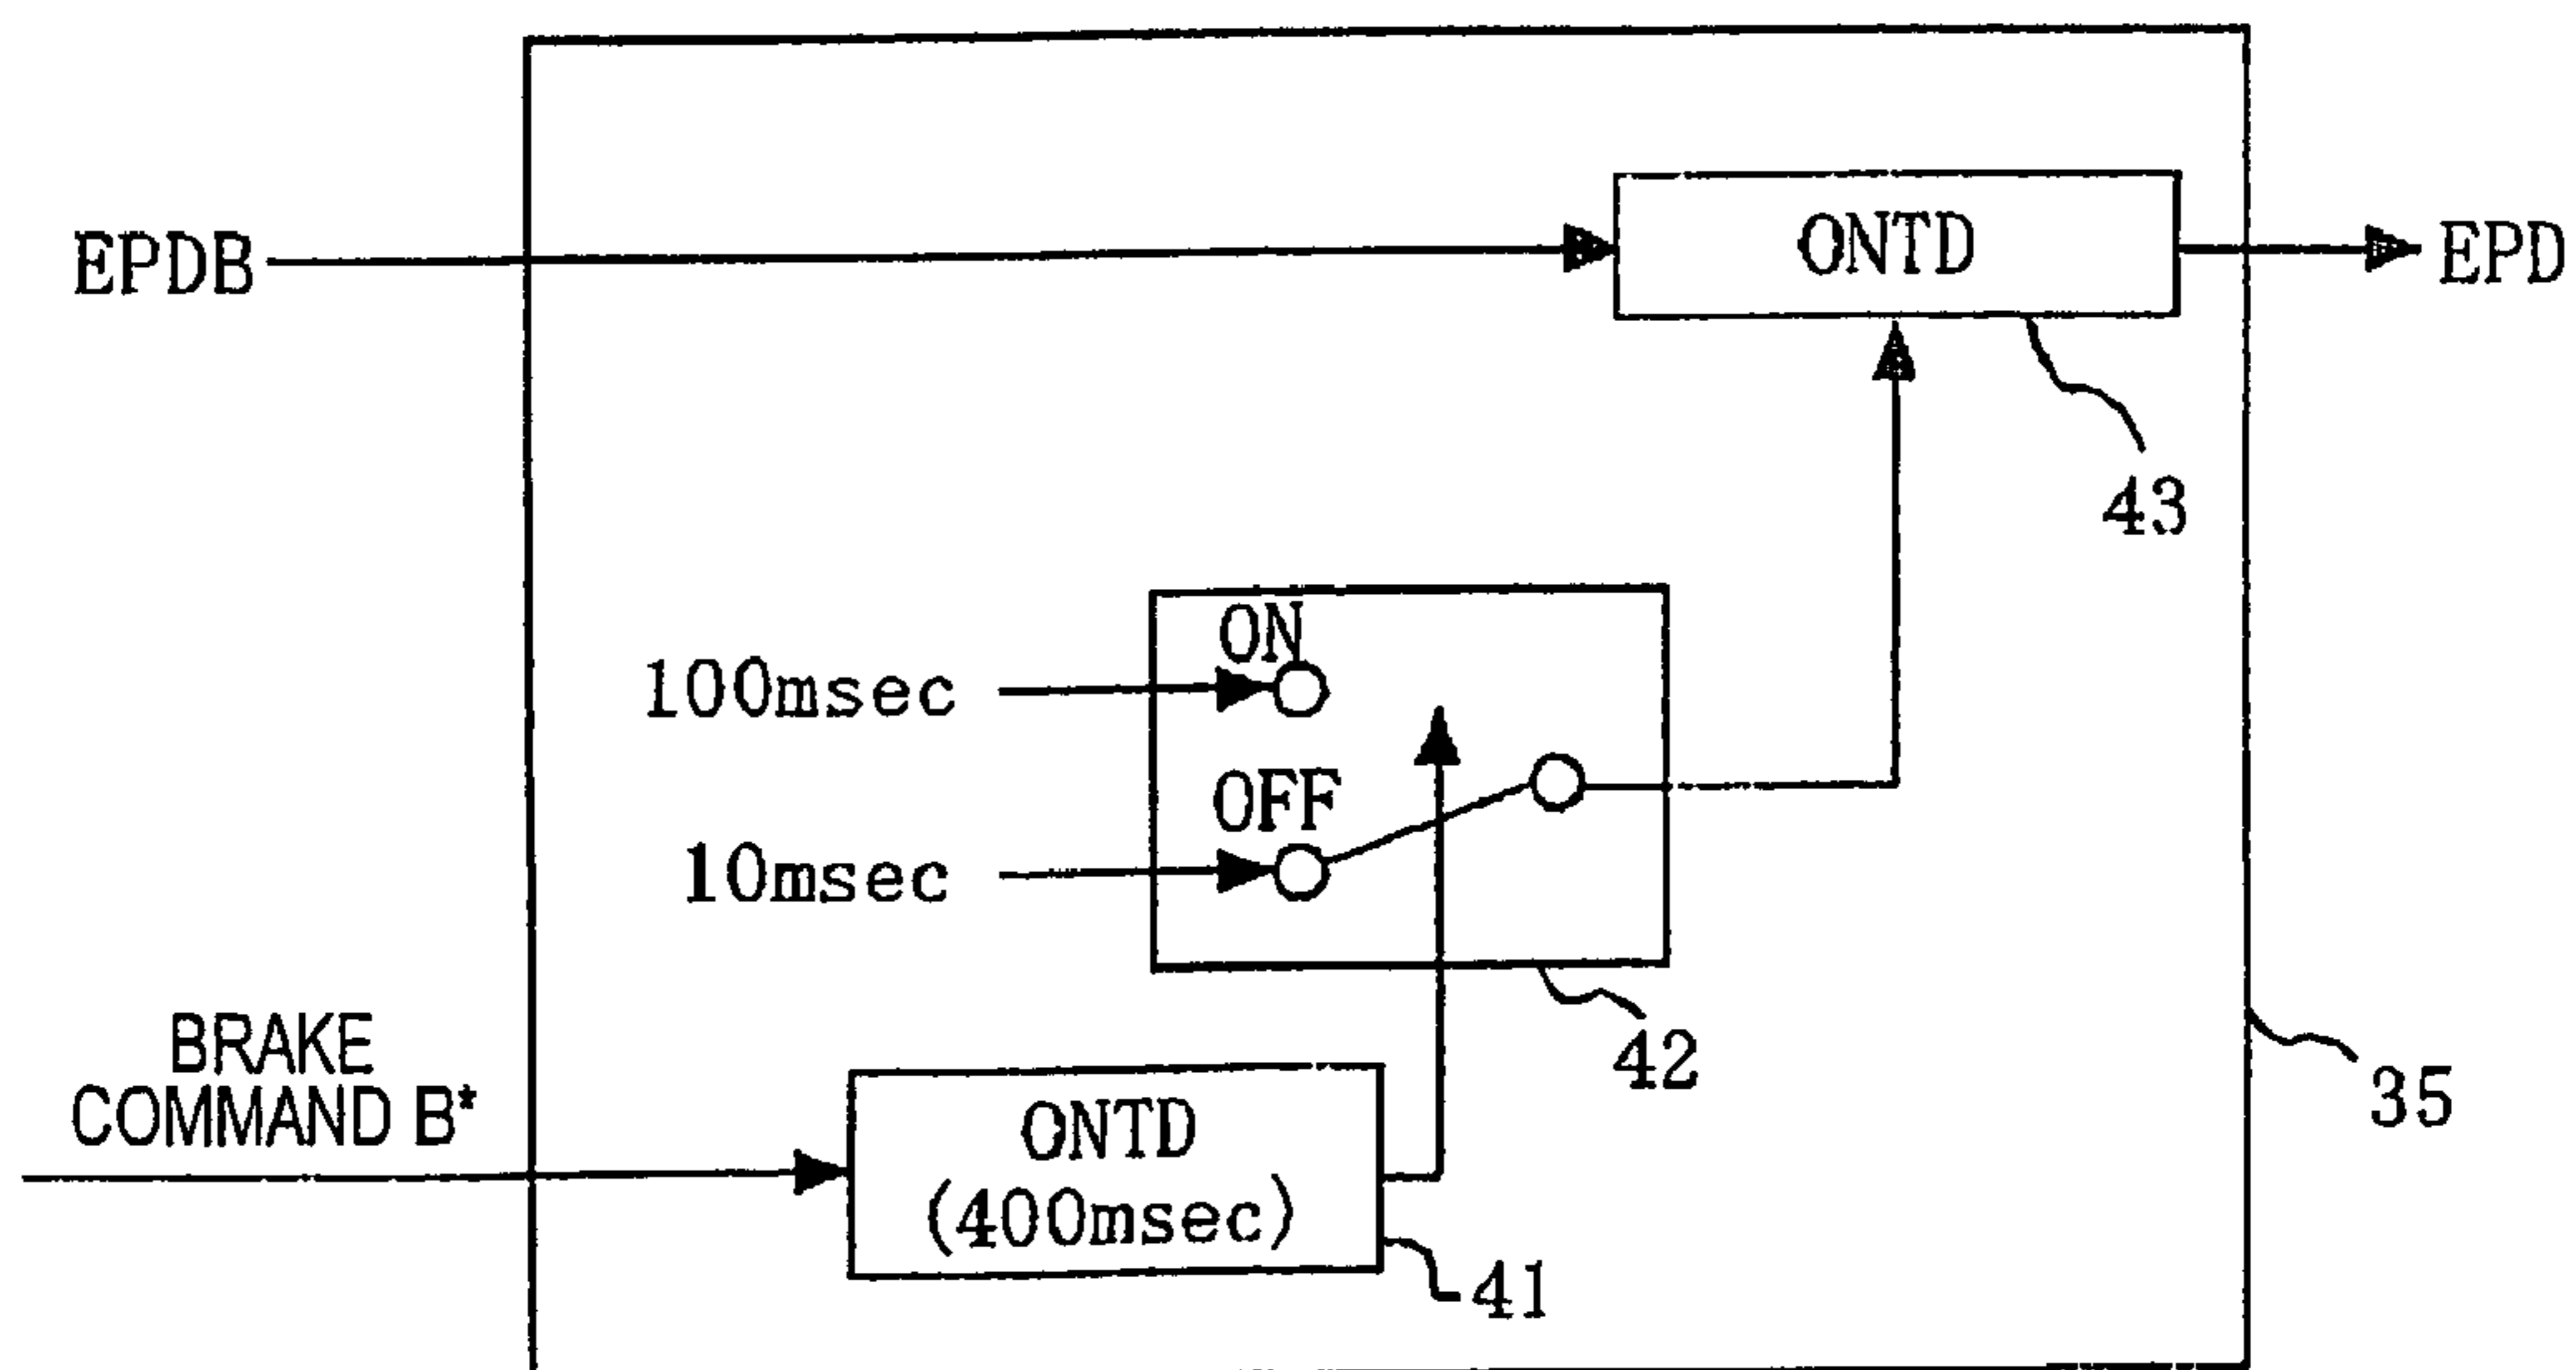 EPDB
ONTD
EPD
43
ON
100msec
OFF
10msec
42
BRAKE
COMMAND B*
ONTD
(400msec)
41
35